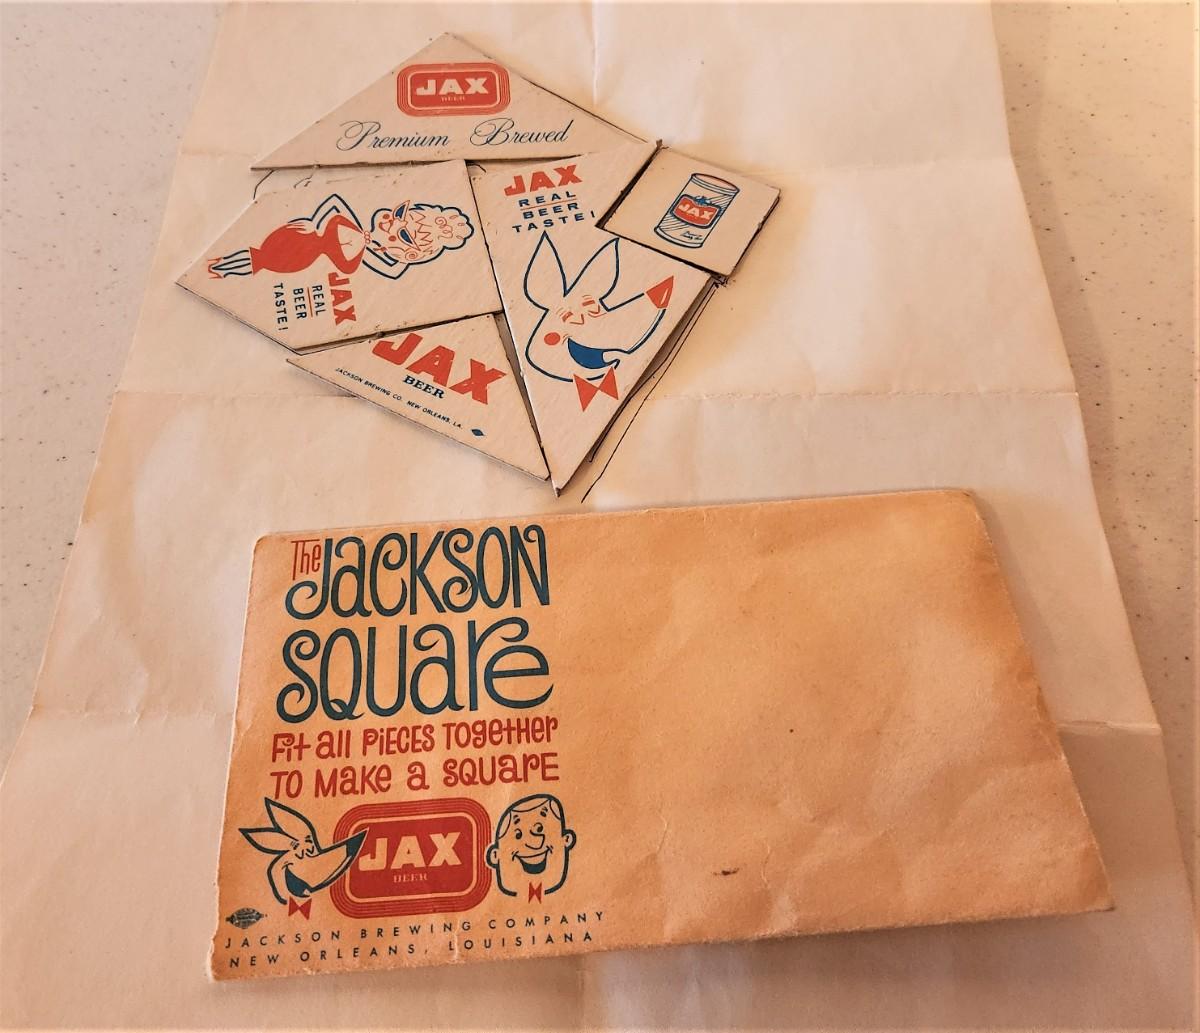 JAX
BEER
Premium Brewed
JAX
REAL
BEER
TASTE!
JAX
JAX
REAL
BEER
TASTE!
JAX
BEER
JACKSON BREWING CO. NEW ORLEANS, LA.
The
JACKSON
SQUARE
Fit all PiECES Together
TO MAKE a SQUARE
JAX
BEER
JACKSON BREWING COMPANY
NEW ORLEANS, LOUISIANA